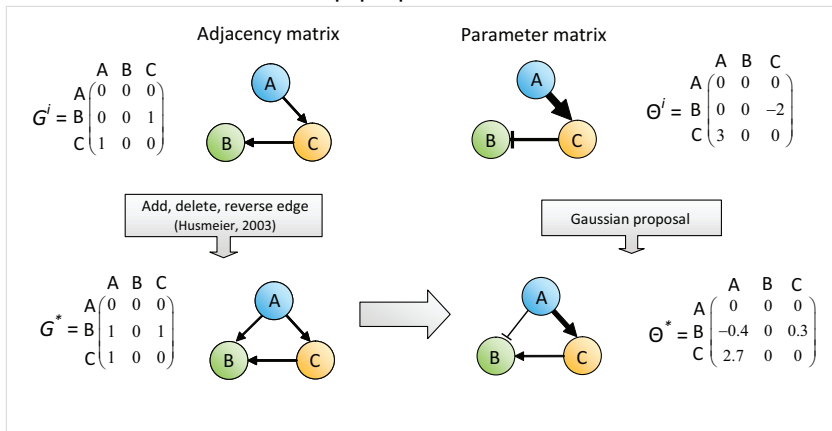 Adjacency matrix
Parameter matrix
A B C
A 0 0 0
G^i = B 0 0 1
C 1 0 0
A
B
C
A
B
C
A B C
A 0 0 0
Θ^i = B 0 0 −2
C 3 0 0
Add, delete, reverse edge
(Husmeier, 2003)
Gaussian proposal
A B C
A 0 0 0
G^* = B 1 0 1
C 1 0 0
A
B
C
A
B
C
A B C
A 0 0 0
Θ^* = B −0.4 0 0.3
C 2.7 0 0